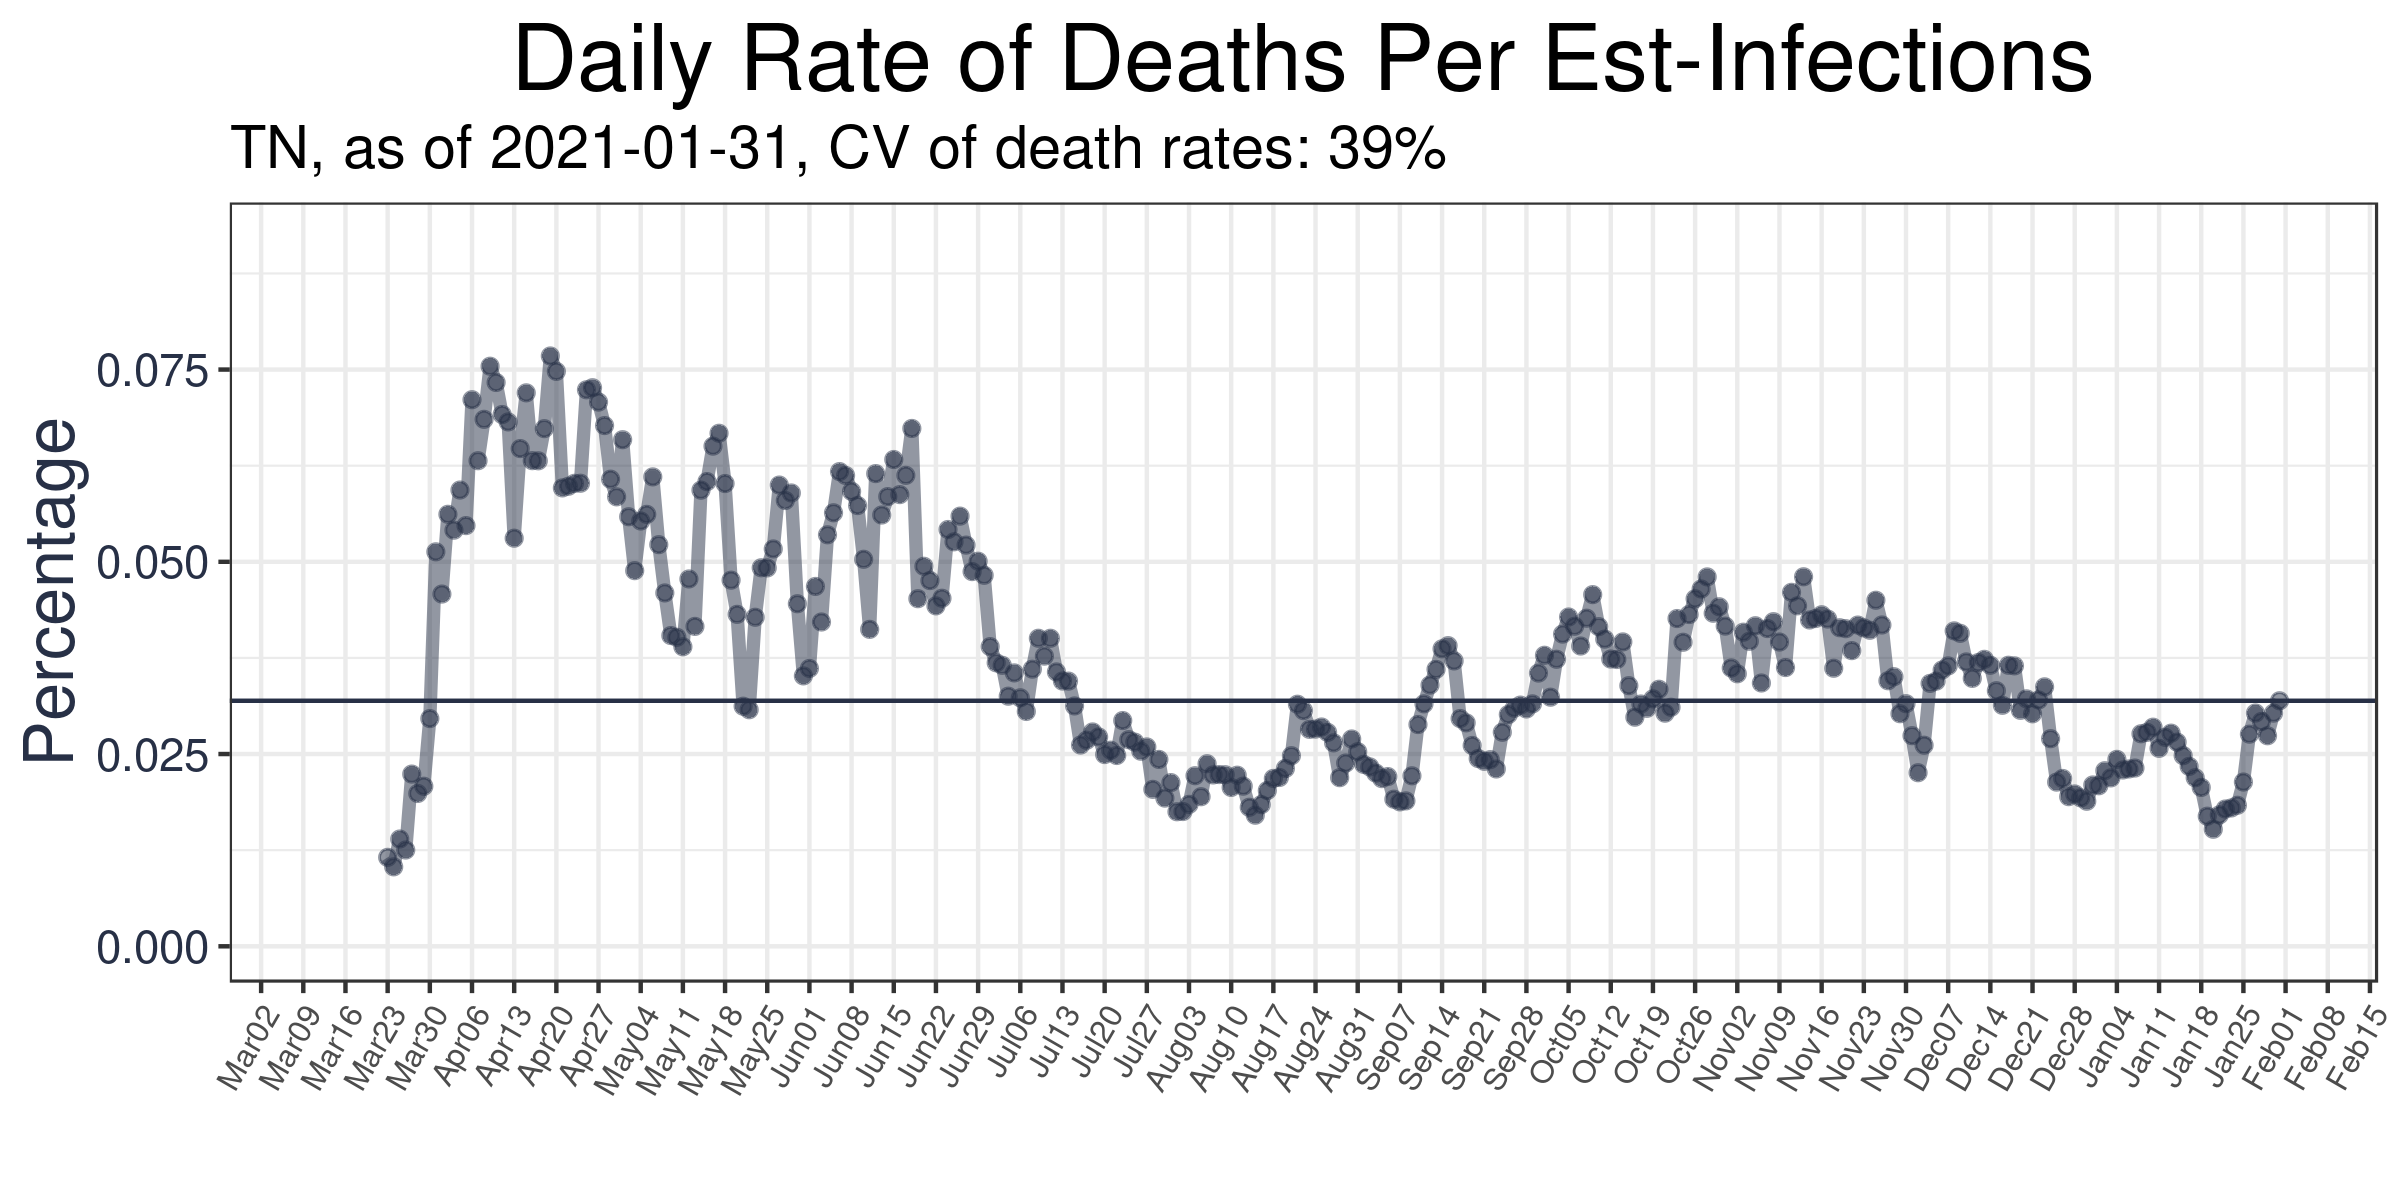 Daily Rate of Deaths Per Est-Infections
TN, as of 2021-01-31, CV of death rates: 39%
Percentage
0.075
0.050
0.025
0.000
Mar02
Mar09
Mar16
Mar23
Mar30
Apr06
Apr13
Apr20
Apr27
May04
May11
May18
May25
Jun01
Jun08
Jun15
Jun22
Jun29
Jul06
Jul13
Jul20
Jul27
Aug03
Aug10
Aug17
Aug24
Aug31
Sep07
Sep14
Sep21
Sep28
Oct05
Oct12
Oct19
Oct26
Nov02
Nov09
Nov16
Nov23
Nov30
Dec07
Dec14
Dec21
Dec28
Jan04
Jan11
Jan18
Jan25
Feb01
Feb08
Feb15